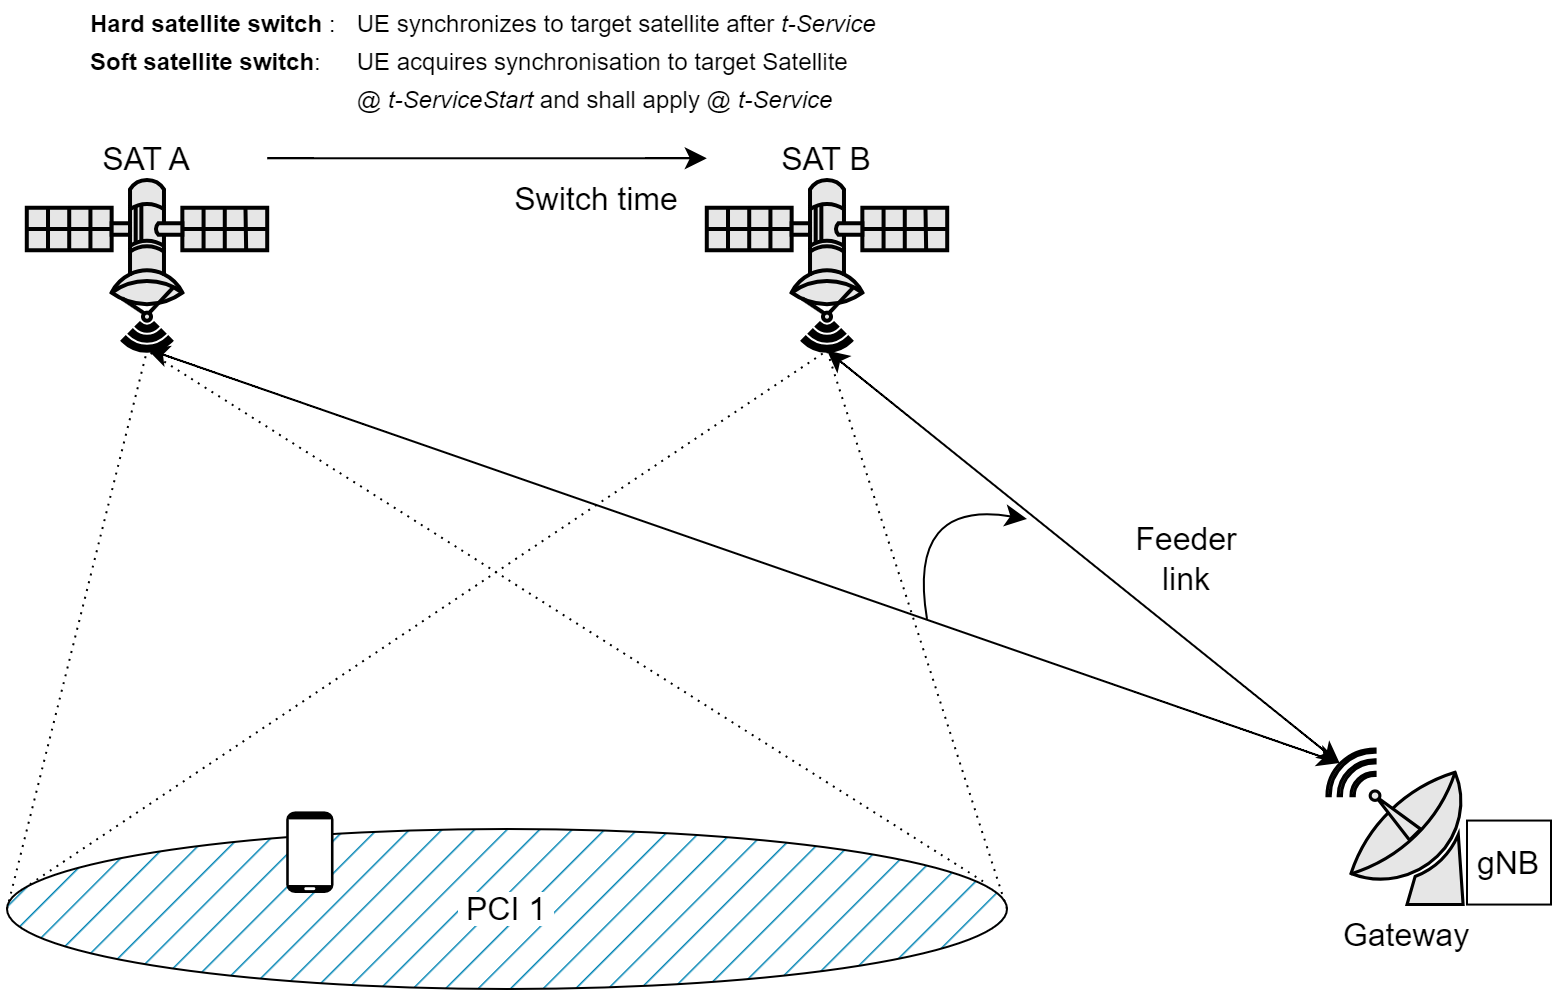 Hard satellite switch : UE synchronizes to target satellite after t-Service
Soft satellite switch: UE acquires synchronisation to target Satellite
@ t-ServiceStart and shall apply @ t-Service
SAT A
SAT B
Switch time
Feeder
link
PCI 1
gNB
Gateway